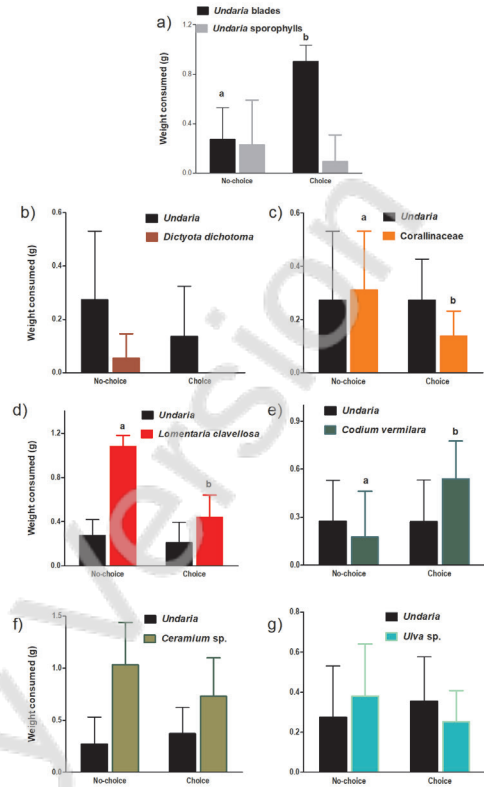 a)
Undaria blades
Undaria sporophylls
Weight consumed (g)
1.2
0.8
0.4
0.0
a
b
No-choice
Choice
b)
Undaria
Dictyota dichotoma
Weight consumed (g)
0.6
0.4
0.2
0.0
No-choice
Choice
c)
Undaria
Corallinaceae
0.6
0.4
0.2
0.0
a
b
No-choice
Choice
d)
Undaria
Lomentaria clavellosa
Weight consumed (g)
1.2
0.8
0.4
0.0
a
b
No-choice
Choice
e)
Undaria
Codium vermilara
0.9
0.6
0.3
0.0
a
b
No-choice
Choice
f)
Undaria
Ceramium sp.
Weight consumed (g)
1.5
1.0
0.5
0.0
No-choice
Choice
g)
Undaria
Ulva sp.
0.8
0.6
0.4
0.2
0.0
No-choice
Choice
y Version